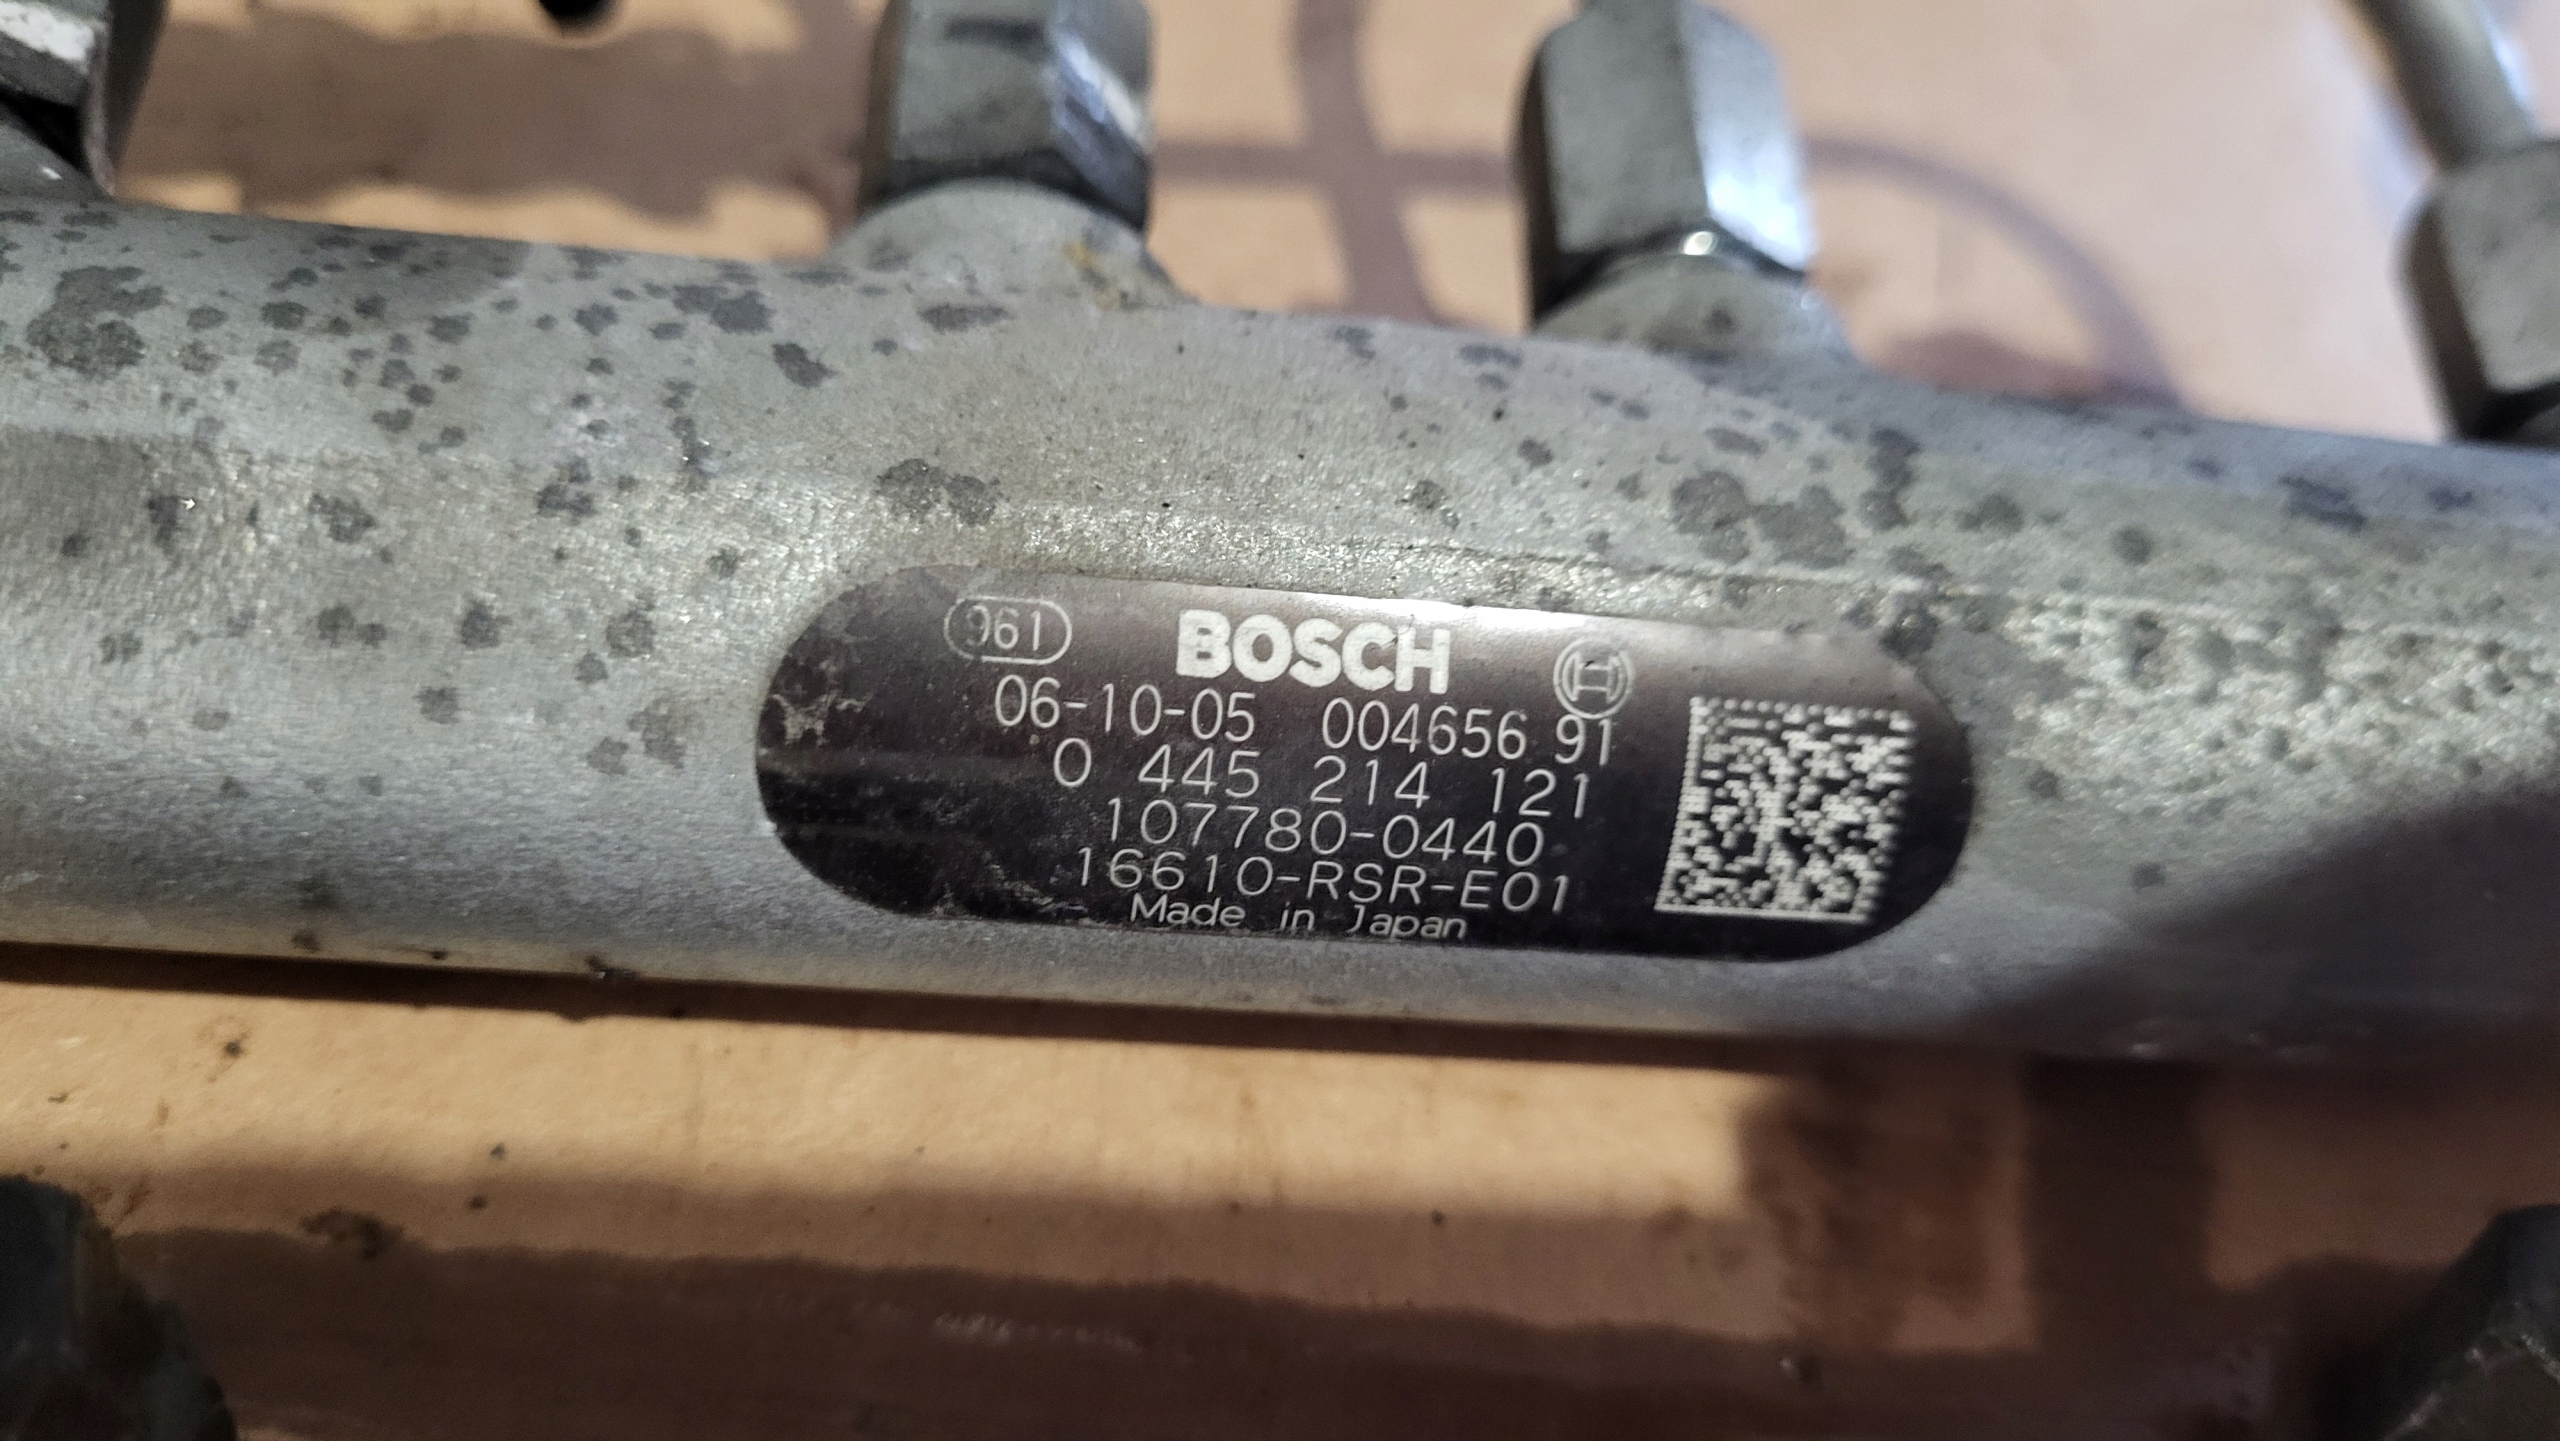 961 BOSCH
06-10-05 004656 91
0 445 214 121
107780-0440
16610-RSR-E01
Made in Japan